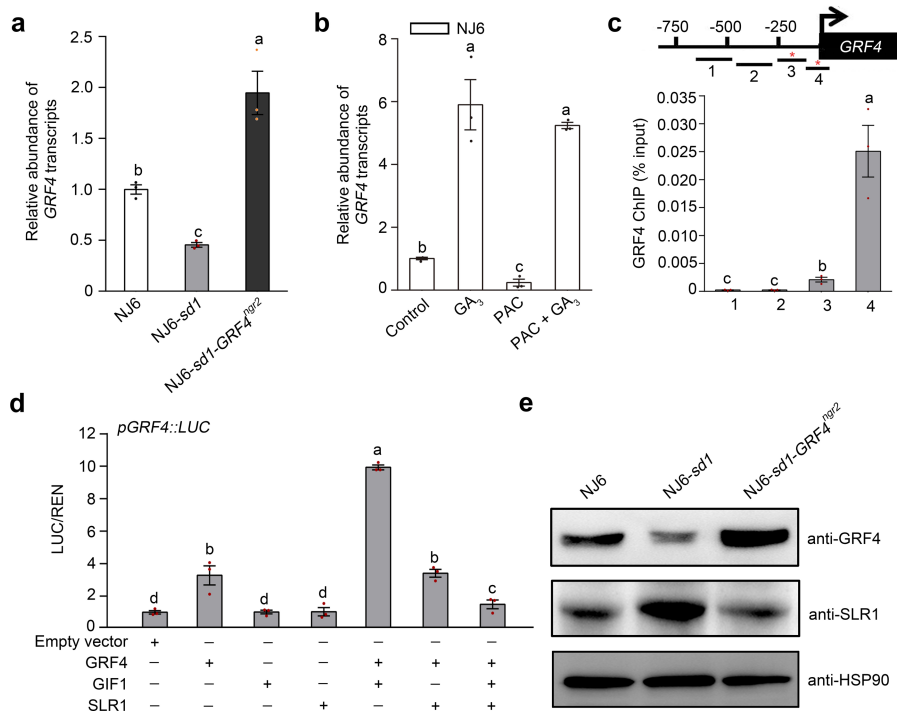 a
Relative abundance of
GRF4 transcripts
2.5
2.0
1.5
1.0
0.5
0
b
c
a
NJ6
NJ6-sd1
NJ6-sd1-GRF4ngr2
b
NJ6
Relative abundance of
GRF4 transcripts
8
6
4
2
0
b
a
c
a
Control
GA3
PAC
PAC + GA3
c
-750
-500
-250
GRF4
*
*
1
2
3
4
GRF4 ChIP (% input)
0.035
0.030
0.025
0.020
0.015
0.010
0.005
0
c
c
b
a
1
2
3
4
d
pGRF4::LUC
LUC/REN
12
10
8
6
4
2
0
d
b
d
d
a
b
c
Empty vector + – – – – – –
GRF4 – + – – + + +
GIF1 – – + – + – +
SLR1 – – – + – + +
e
NJ6
NJ6-sd1
NJ6-sd1-GRF4ngr2
anti-GRF4
anti-SLR1
anti-HSP90